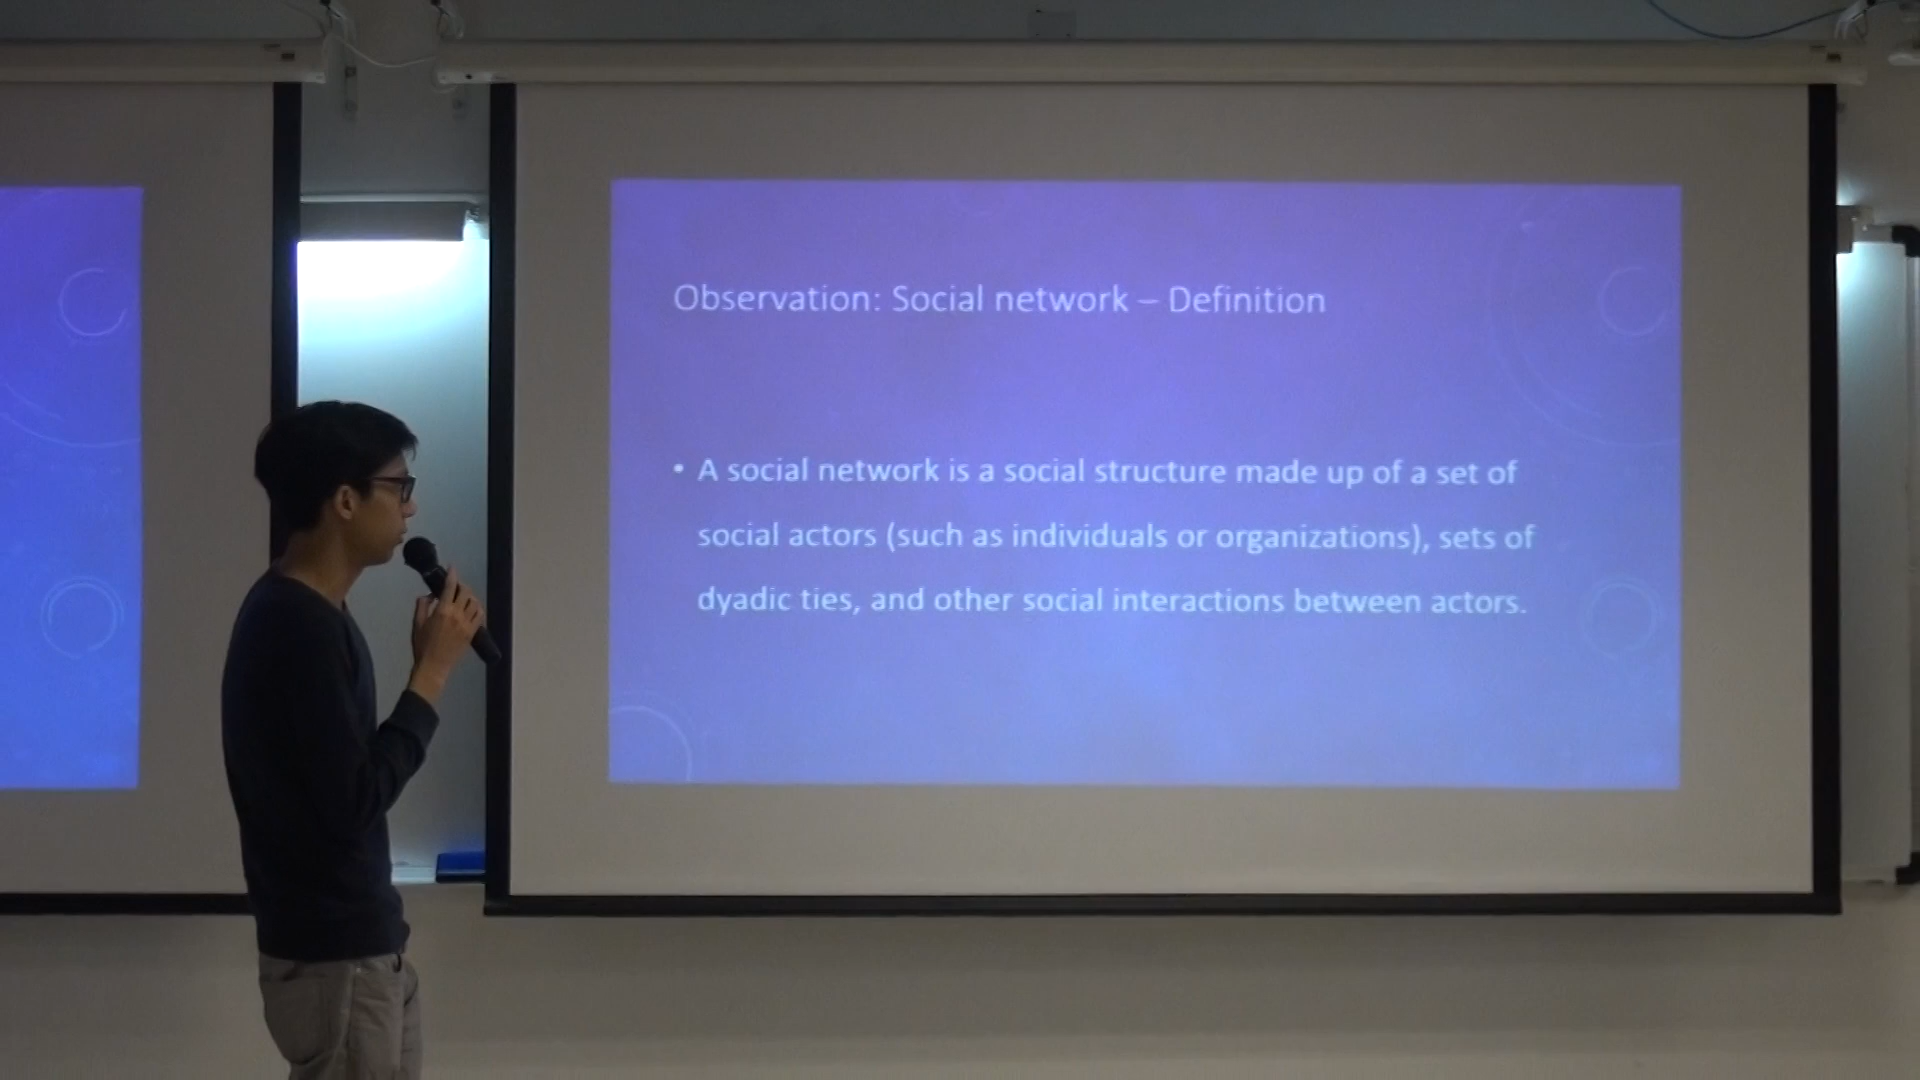 Observation: Social network – Definition
• A social network is a social structure made up of a set of
social actors (such as individuals or organizations), sets of
dyadic ties, and other social interactions between actors.